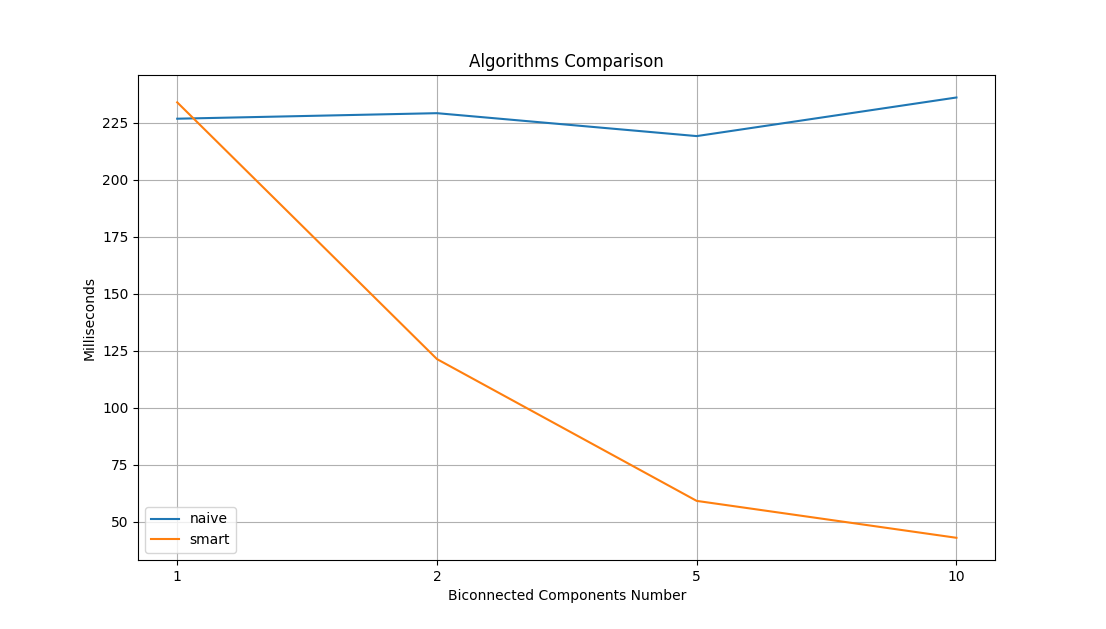 Algorithms Comparison
Milliseconds
225
200
175
150
125
100
75
50
naive
smart
1 2 5 10
Biconnected Components Number